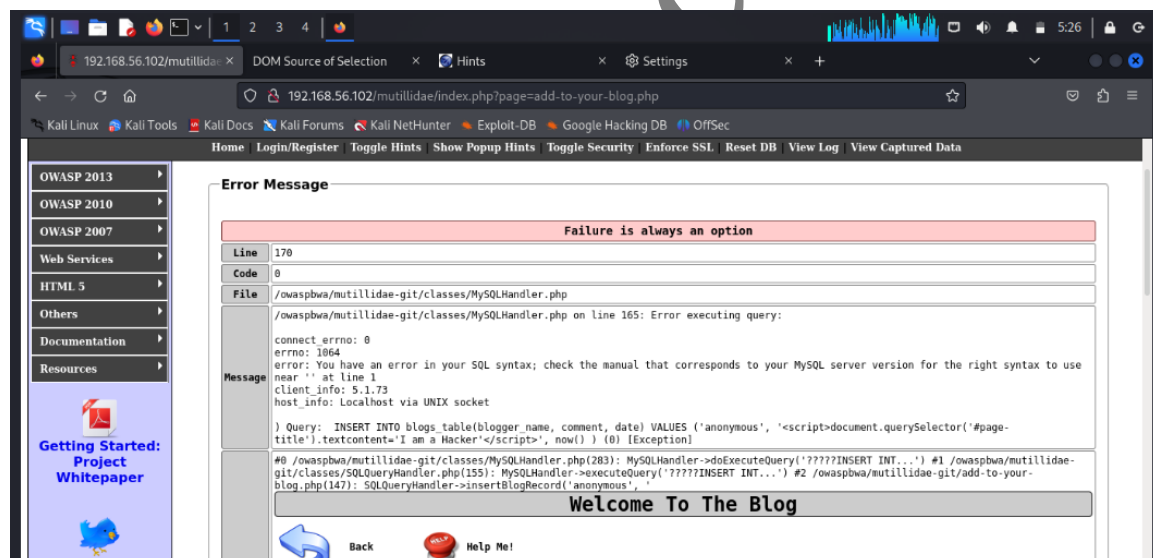 1 2 3 4 5:26
192.168.56.102/mutillidae DOM Source of Selection Hints Settings
192.168.56.102/mutillidae/index.php?page=add-to-your-blog.php
Kali Linux Kali Tools Kali Docs Kali Forums Kali NetHunter Exploit-DB Google Hacking DB OffSec
Home Login/Register Toggle Hints Show Popup Hints Toggle Security Enforce SSL Reset DB View Log View Captured Data
OWASP 2013
OWASP 2010
OWASP 2007
Web Services
HTML 5
Others
Documentation
Resources
Getting Started:
Project
Whitepaper
Error Message
Failure is always an option
Line 170
Code 0
File /owaspbwa/mutillidae-git/classes/MySQLHandler.php
Message
/owaspbwa/mutillidae-git/classes/MySQLHandler.php on line 165: Error executing query:
connect_errno: 0
errno: 1064
error: You have an error in your SQL syntax; check the manual that corresponds to your MySQL server version for the right syntax to use
near '' at line 1
client_info: 5.1.73
host_info: Localhost via UNIX socket
) Query: INSERT INTO blogs_table(blogger_name, comment, date) VALUES ('anonymous', '<script>document.querySelector('#page-
title').textcontent='I am a Hacker'</script>', now() ) (0) [Exception]
#0 /owaspbwa/mutillidae-git/classes/MySQLHandler.php(283): MySQLHandler->doExecuteQuery('?????INSERT INT...') #1 /owaspbwa/mutillidae-
git/classes/SQLQueryHandler.php(155): MySQLHandler->executeQuery('?????INSERT INT...') #2 /owaspbwa/mutillidae-git/add-to-your-
blog.php(147): SQLQueryHandler->insertBlogRecord('anonymous', '
Welcome To The Blog
Back Help Me!